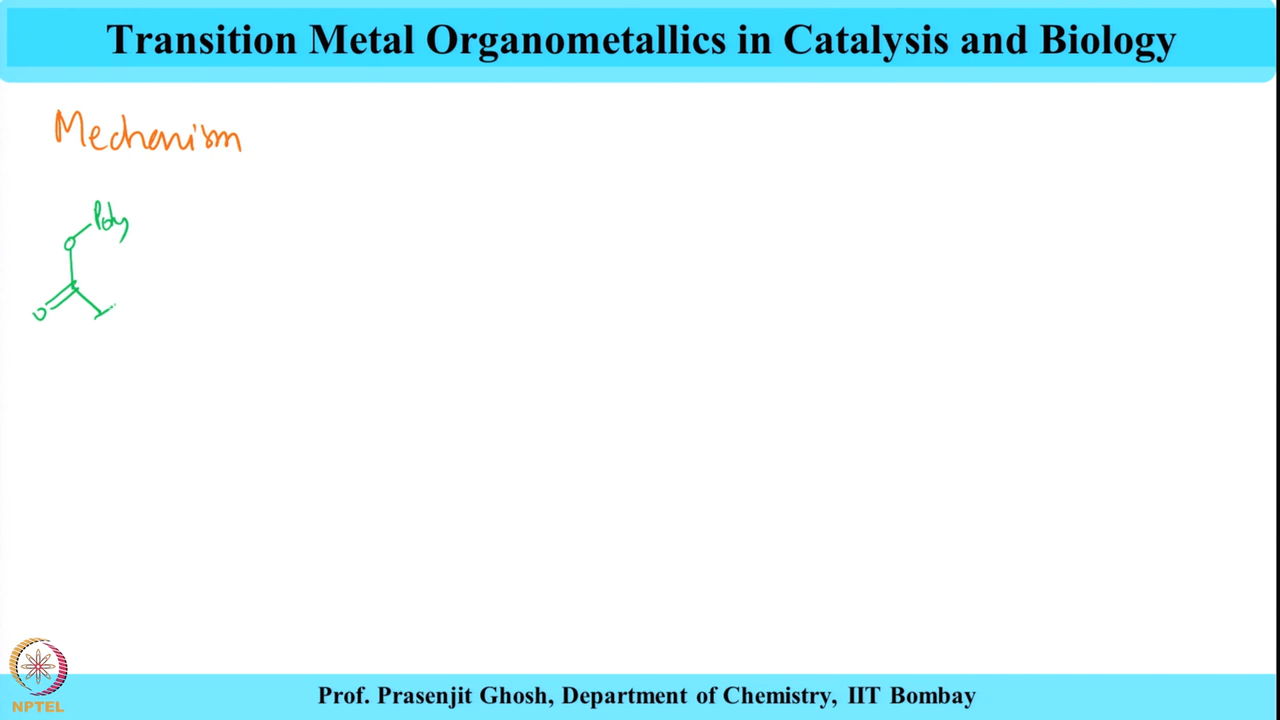 Transition Metal Organometallics in Catalysis and Biology
Mechanism
Poly
O
O
Prof. Prasenjit Ghosh, Department of Chemistry, IIT Bombay
NPTEL